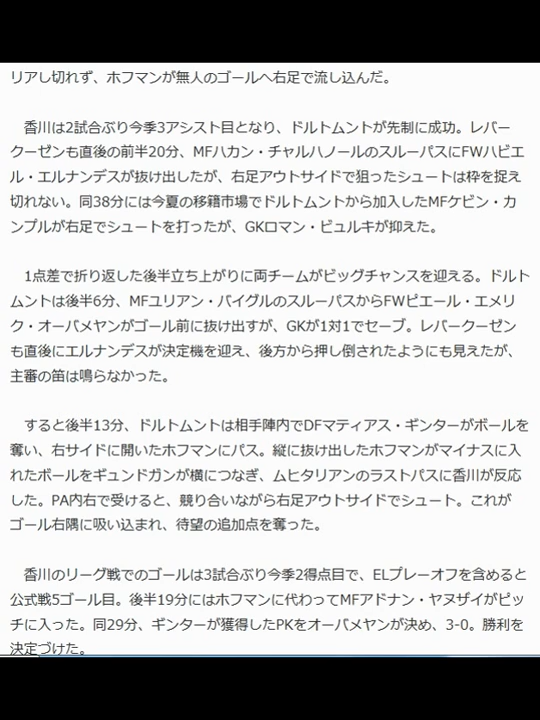 リアし切れず、ホフマンが無人のゴールへ右足で流し込んだ。
香川は2試合ぶり今季3アシスト目となり、ドルトムントが先制に成功。レバー
クーゼンも直後の前半20分、MFハカン・チャルハノールのスルーパスにFWハビエ
ル・エルナンデスが抜け出したが、右足アウトサイドで狙ったシュートは枠を捉え
切れない。同38分には今夏の移籍市場でドルトムントから加入したMFケビン・カ
ンプルが右足でシュートを打ったが、GKロマン・ビュルキが抑えた。
1点差で折り返した後半立ち上がりに両チームがビッグチャンスを迎える。ドルト
ムントは後半6分、MFユリアン・バイグルのスルーパスからFWピエール・エメリ
ク・オーバメヤンがゴール前に抜け出すが、GKが1対1でセーブ。レバークーゼン
も直後にエルナンデスが決定機を迎え、後方から押し倒されたようにも見えたが、
主審の笛は鳴らなかった。
すると後半13分、ドルトムントは相手陣内でDFマティアス・ギンターがボールを
奪い、右サイドに開いたホフマンにパス。縦に抜け出したホフマンがマイナスに入
れたボールをギュンドガンが横につなぎ、ムヒタリアンのラストパスに香川が反応
した。PA内右で受けると、競り合いながら右足アウトサイドでシュート。これが
ゴール右隅に吸い込まれ、待望の追加点を奪った。
香川のリーグ戦でのゴールは3試合ぶり今季2得点目で、ELプレーオフを含めると
公式戦5ゴール目。後半19分にはホフマンに代わってMFアドナン・ヤヌザイがピッ
チに入った。同29分、ギンターが獲得したPKをオーバメヤンが決め、3-0。勝利を
決定づけた。